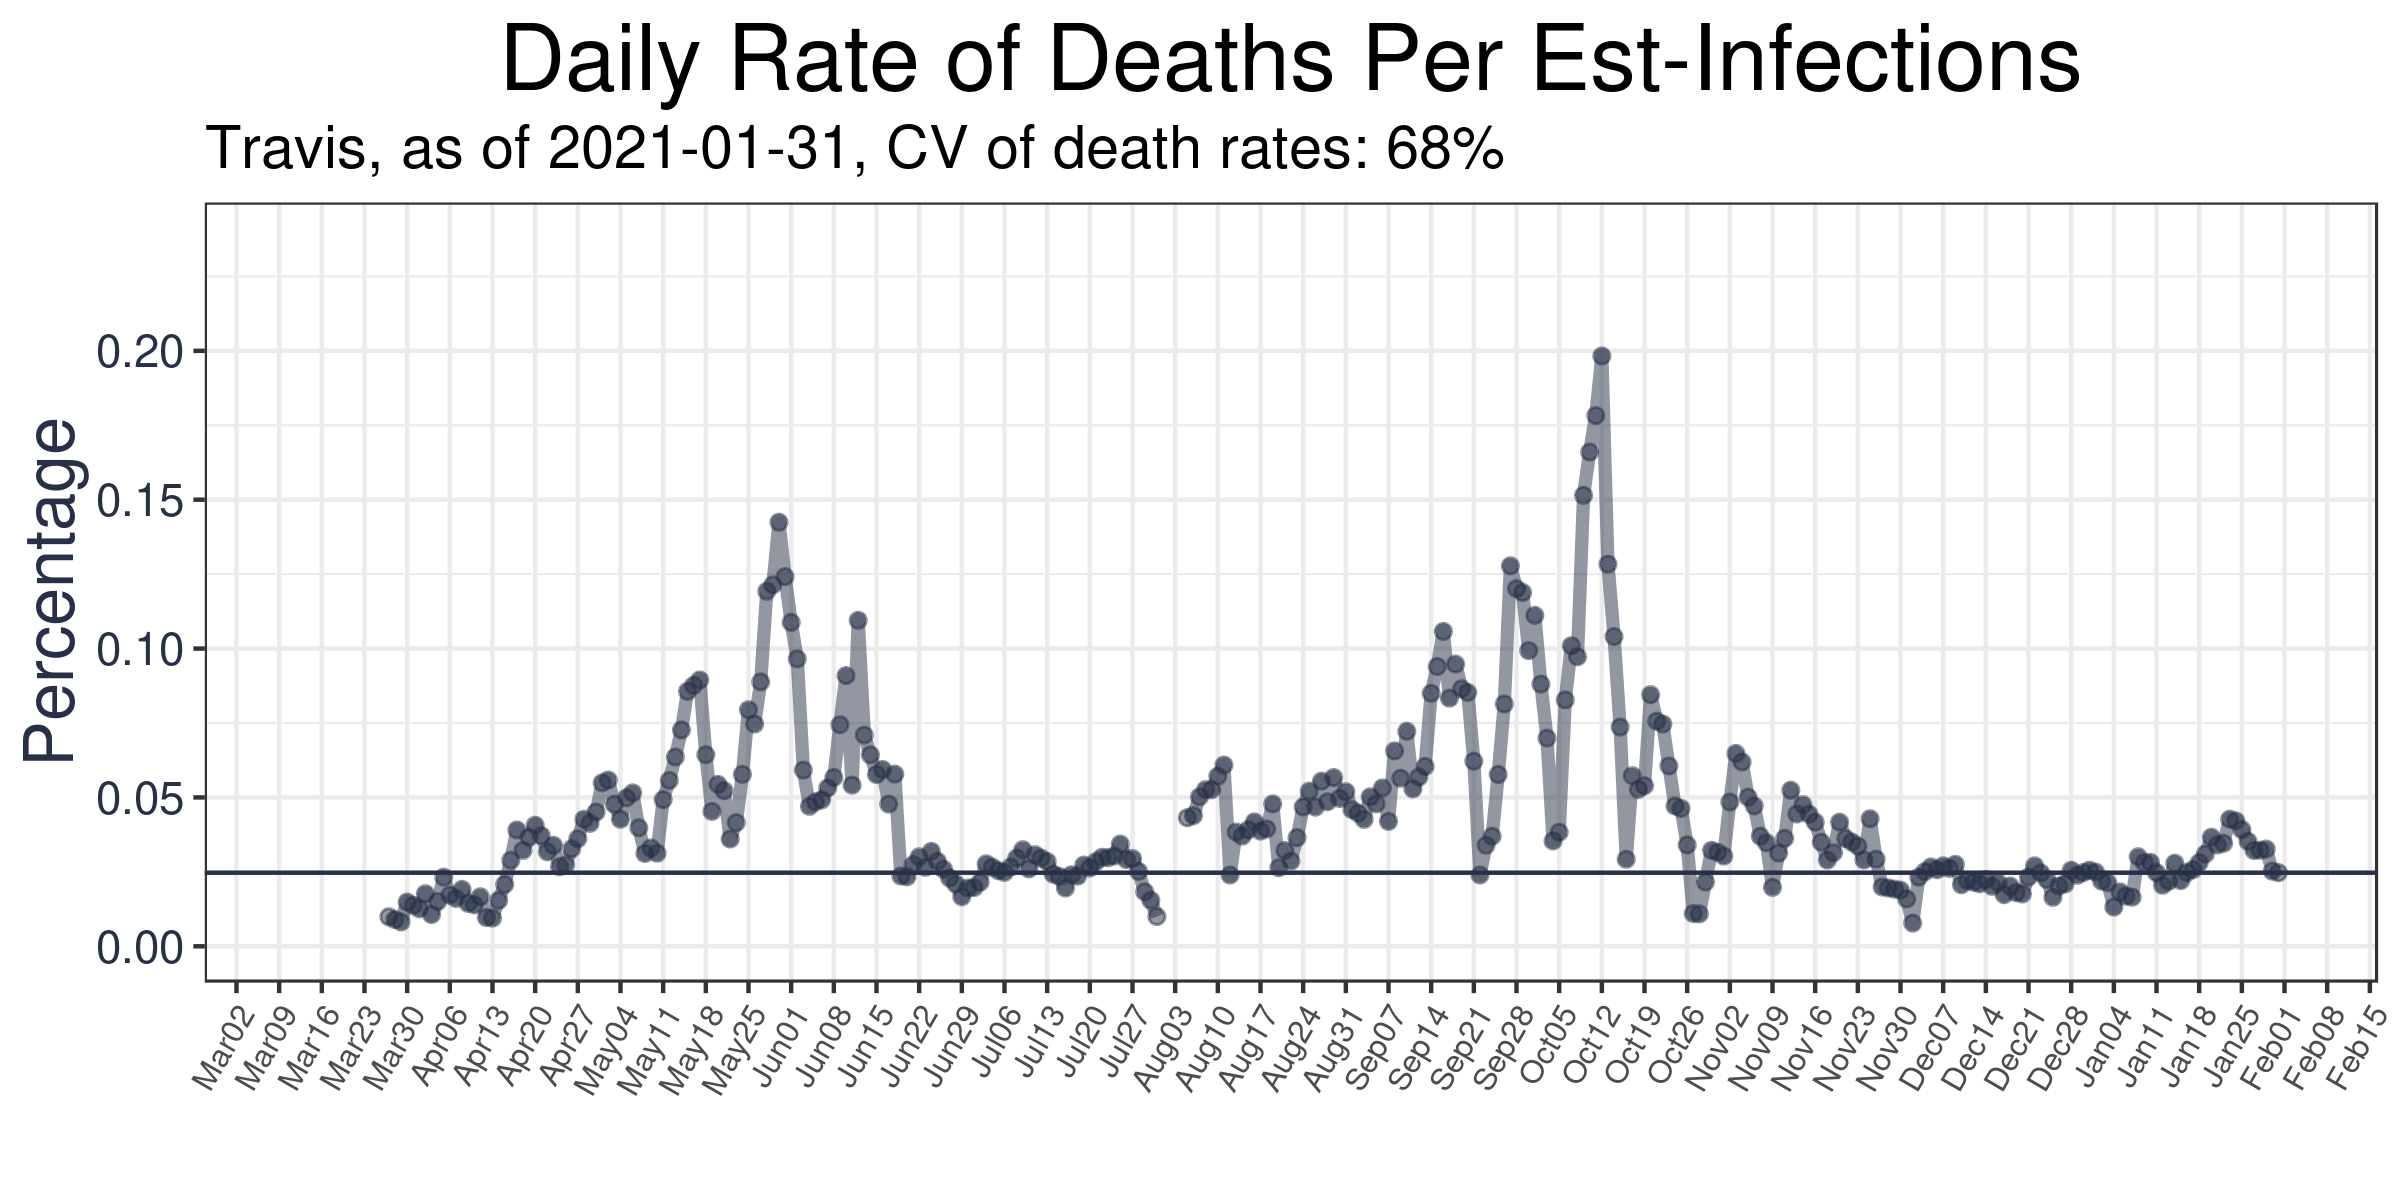 Daily Rate of Deaths Per Est-Infections
Travis, as of 2021-01-31, CV of death rates: 68%
Percentage
0.20
0.15
0.10
0.05
0.00
Mar02
Mar09
Mar16
Mar23
Mar30
Apr06
Apr13
Apr20
Apr27
May04
May11
May18
May25
Jun01
Jun08
Jun15
Jun22
Jun29
Jul06
Jul13
Jul20
Jul27
Aug03
Aug10
Aug17
Aug24
Aug31
Sep07
Sep14
Sep21
Sep28
Oct05
Oct12
Oct19
Oct26
Nov02
Nov09
Nov16
Nov23
Nov30
Dec07
Dec14
Dec21
Dec28
Jan04
Jan11
Jan18
Jan25
Feb01
Feb08
Feb15